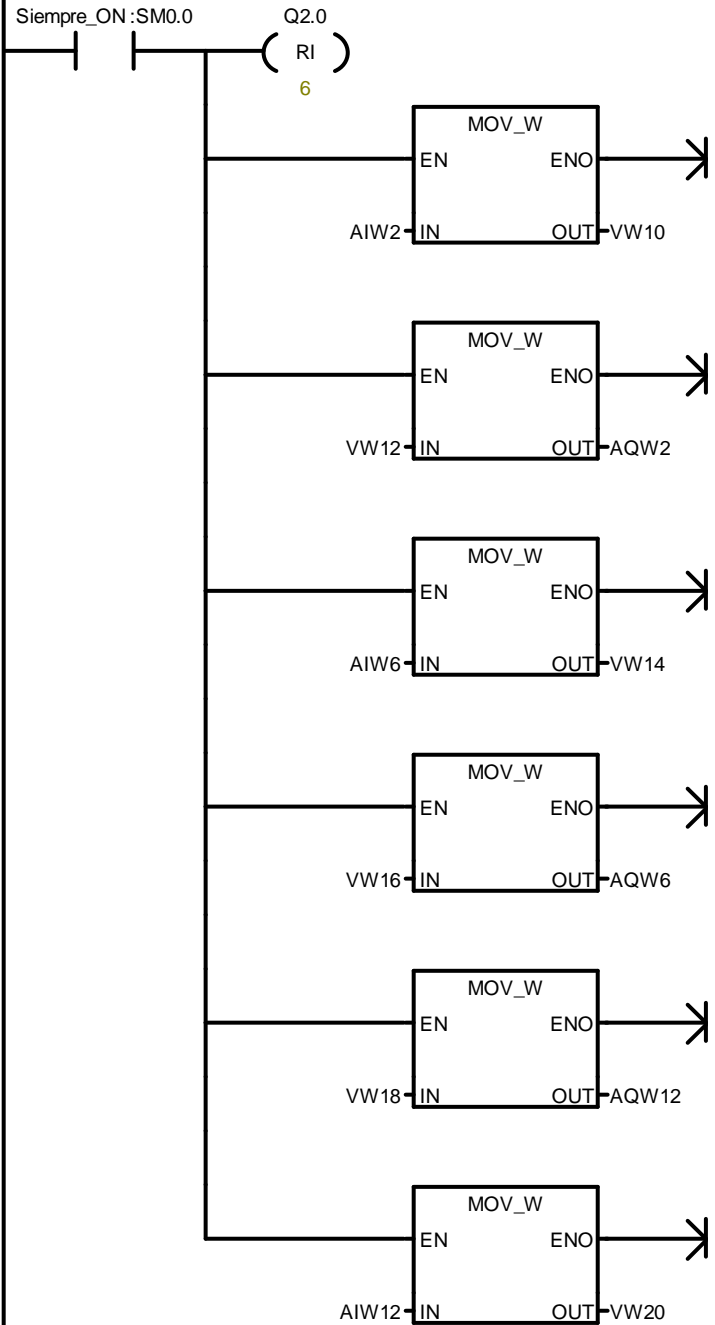 Siempre_ON:SM0.0 Q2.0
RI
6
MOV_W
EN ENO
AIW2 IN OUT VW10
MOV_W
EN ENO
VW12 IN OUT AQW2
MOV_W
EN ENO
AIW6 IN OUT VW14
MOV_W
EN ENO
VW16 IN OUT AQW6
MOV_W
EN ENO
VW18 IN OUT AQW12
MOV_W
EN ENO
AIW12 IN OUT VW20